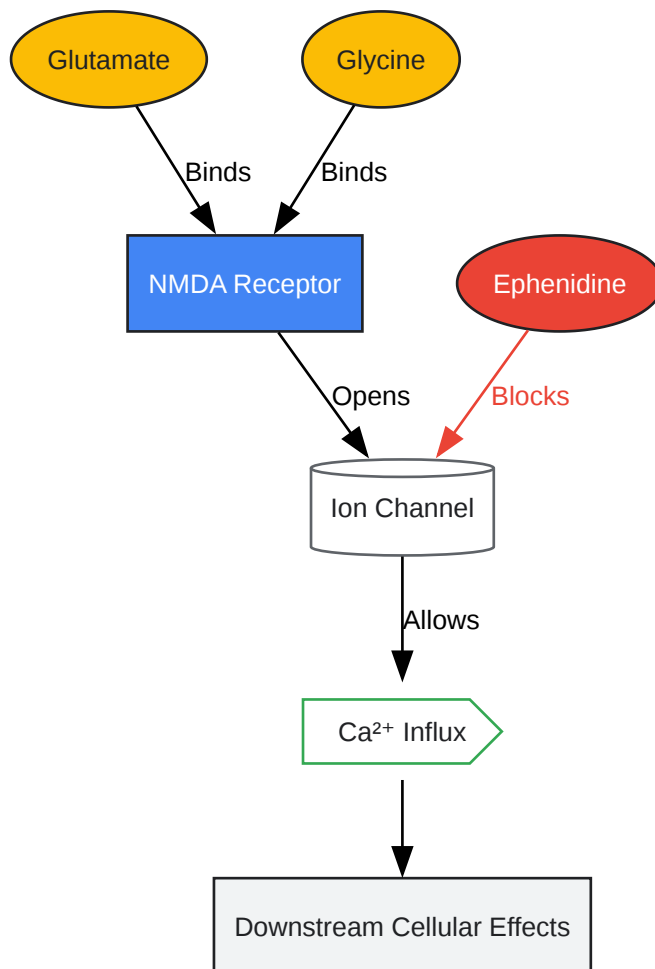 Glutamate
Glycine
Binds
Binds
NMDA Receptor
Ephenidine
Opens
Blocks
Ion Channel
Allows
Ca²⁺ Influx
Downstream Cellular Effects